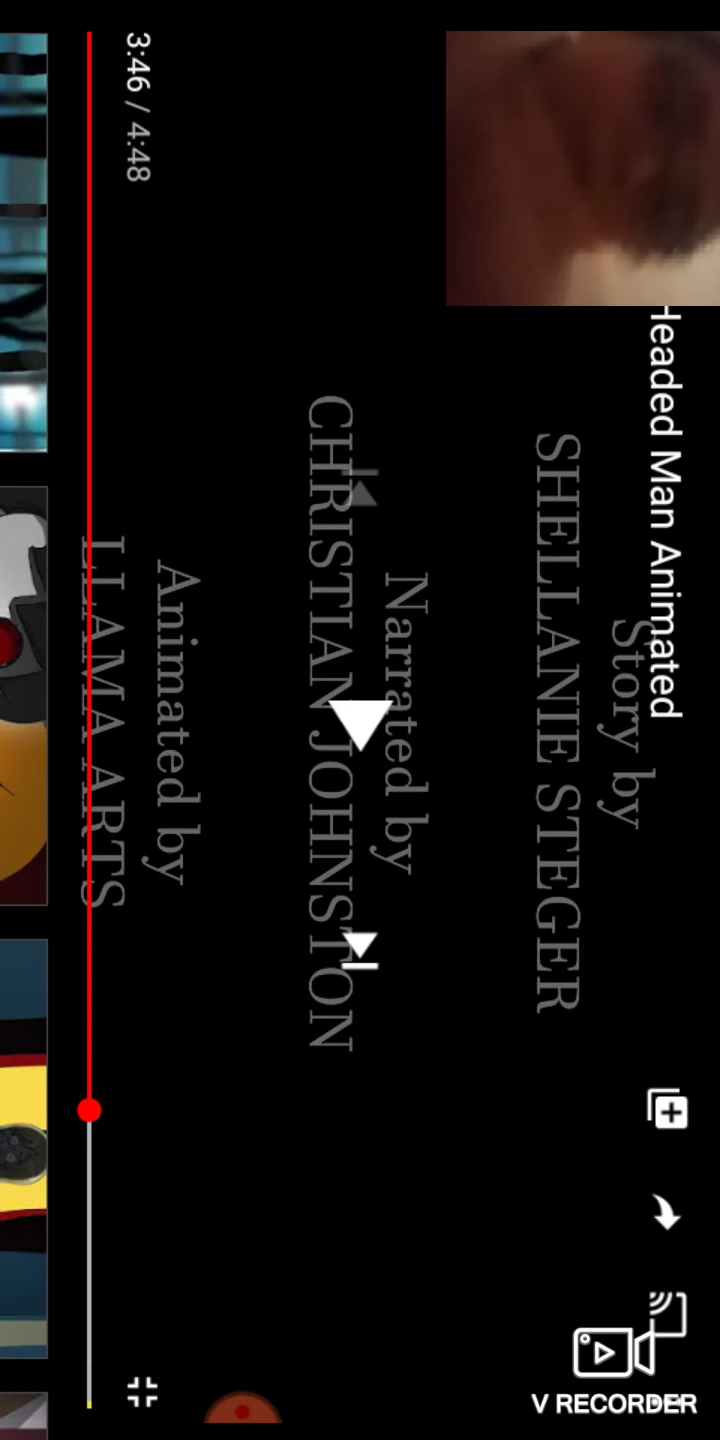 Headed Man Animated
Story by
SHELLANIE STEGER
Narrated by
CHRISTIAN JOHNSTON
Animated by
LLAMA ARTS
3:46 / 4:48
V RECORDER